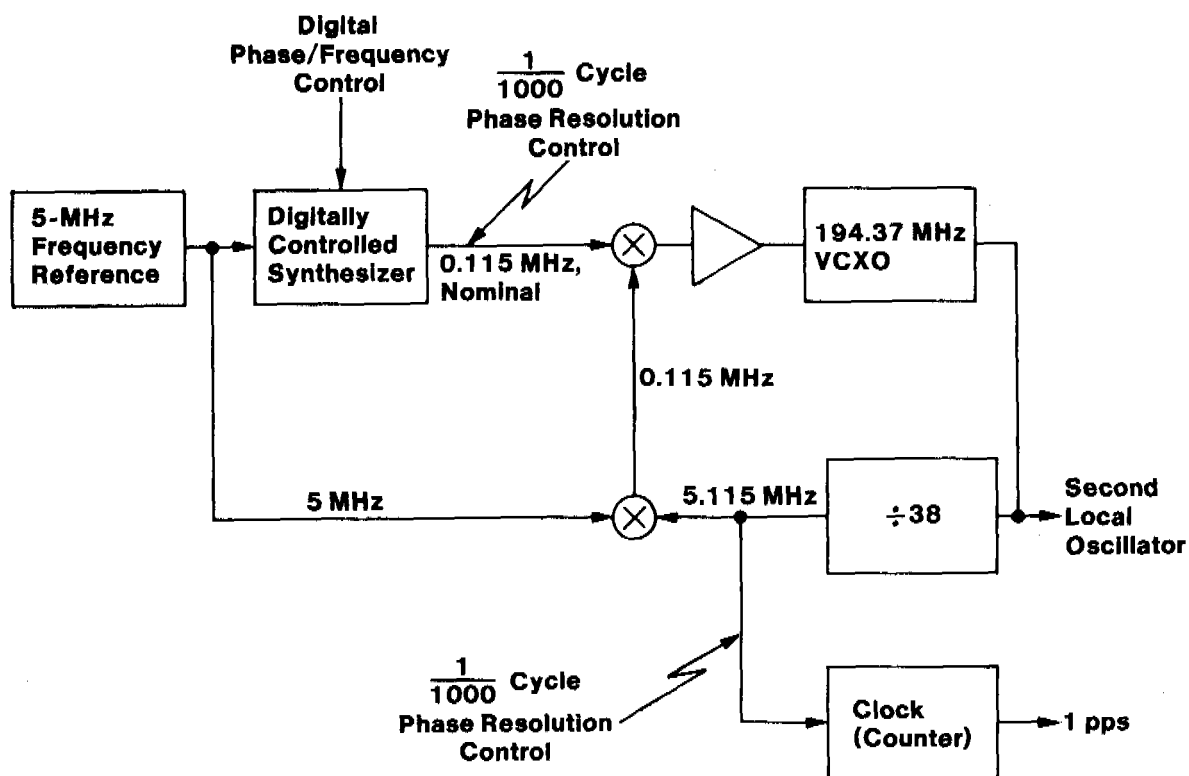 Digital
Phase/Frequency
Control
1/1000 Cycle
Phase Resolution
Control
5-MHz
Frequency
Reference
Digitally
Controlled
Synthesizer
0.115 MHz,
Nominal
194.37 MHz
VCXO
0.115 MHz
5 MHz
5.115 MHz
÷38
Second
Local
Oscillator
1/1000 Cycle
Phase Resolution
Control
Clock
(Counter)
1 pps